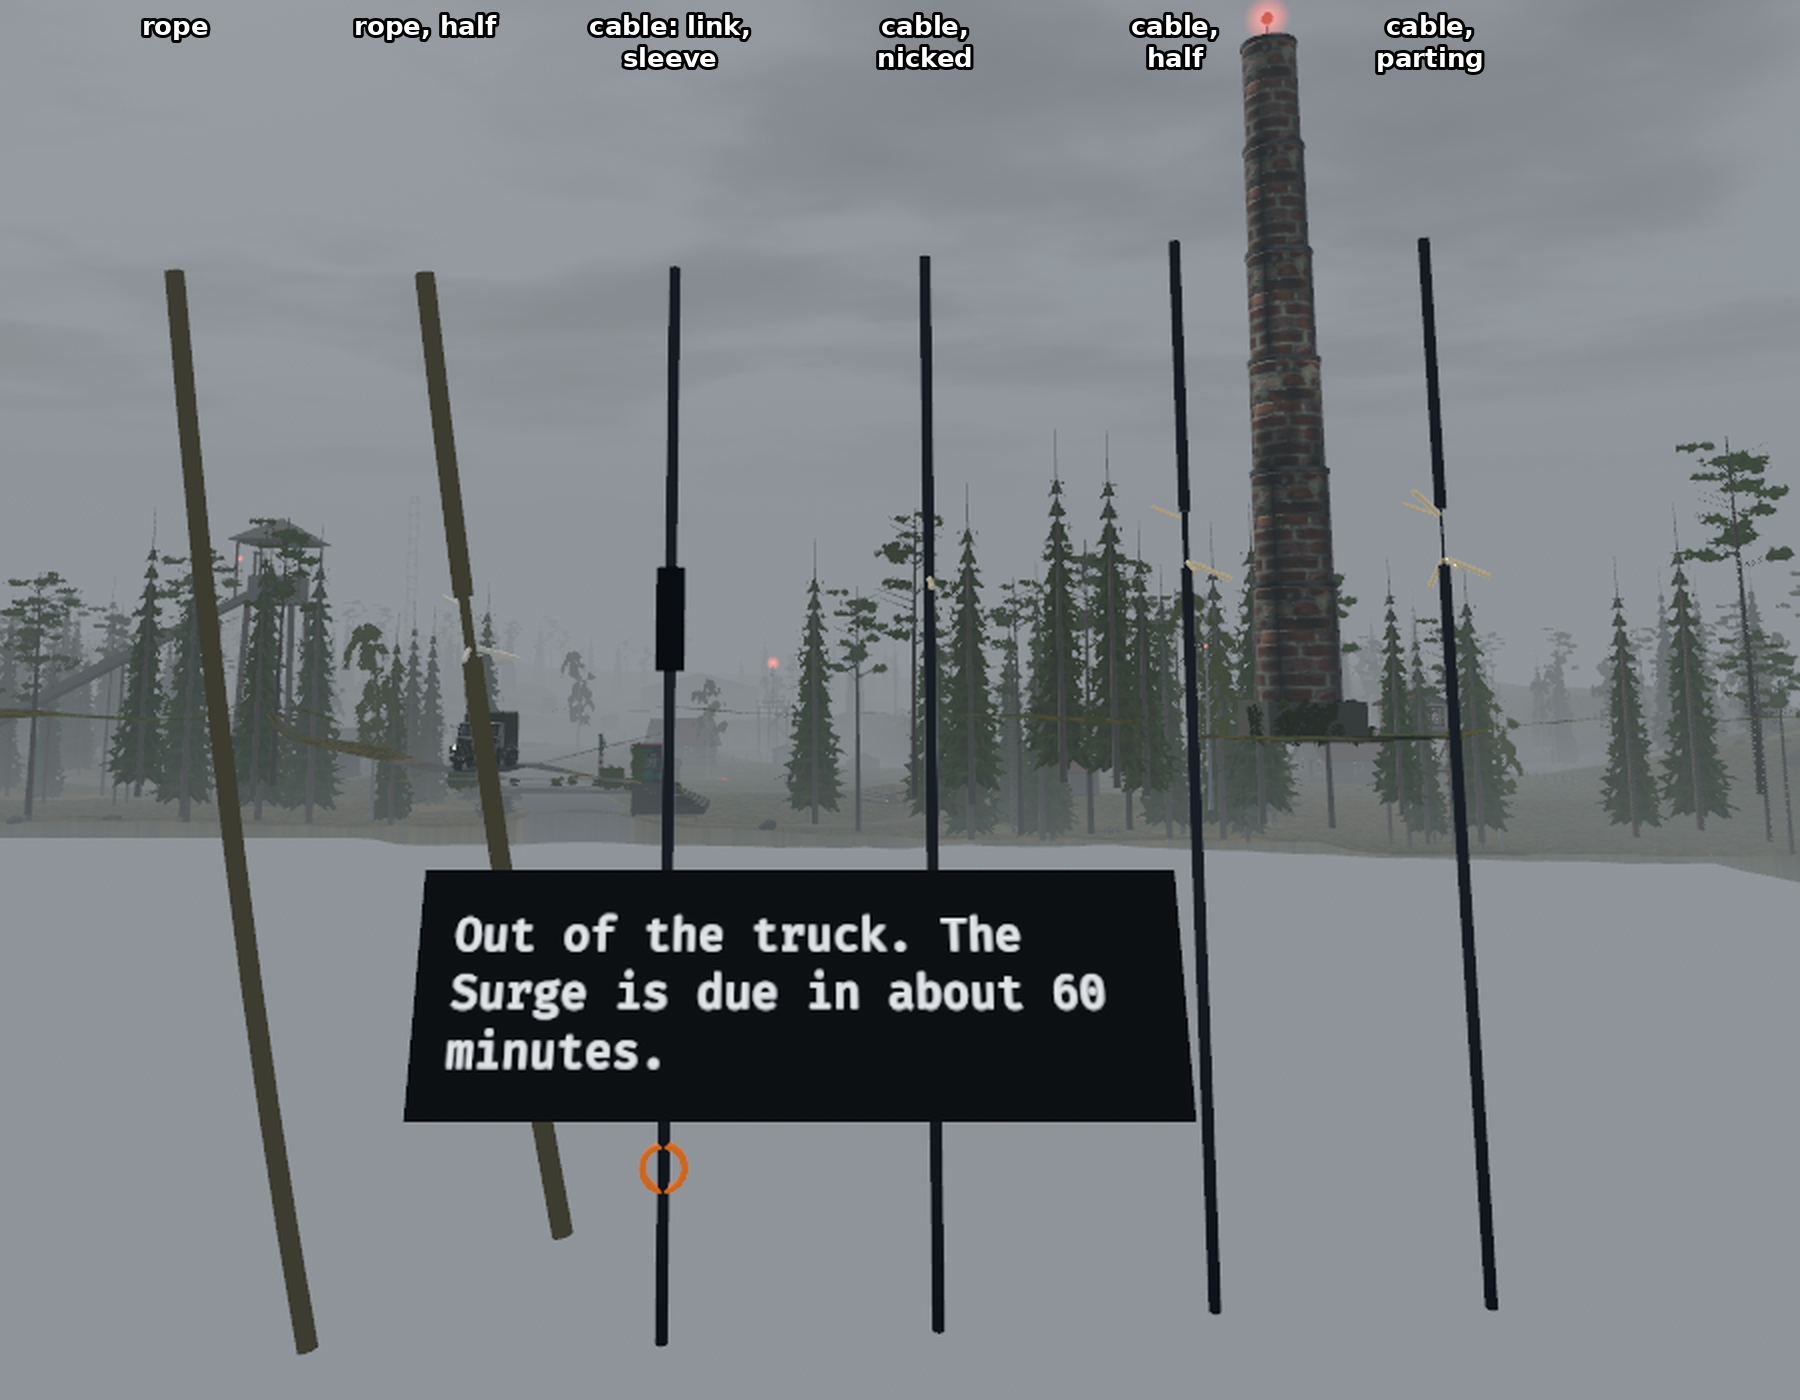 rope
rope, half
cable: link,
sleeve
cable,
nicked
cable,
half
cable,
parting
Out of the truck. The
Surge is due in about 60
minutes.